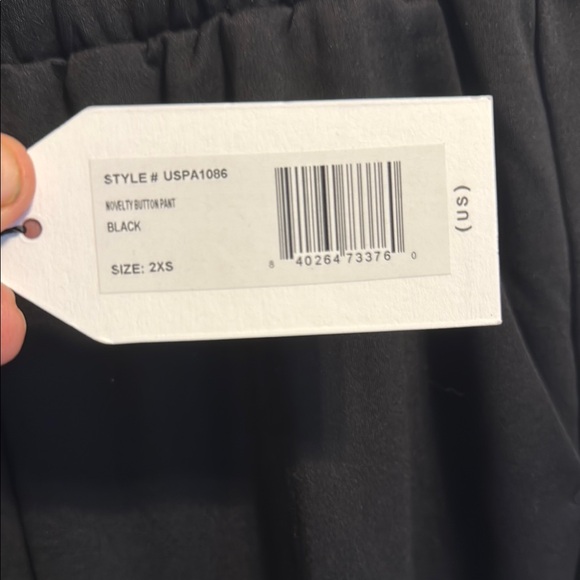 STYLE # USPA1086
NOVELTY BUTTON PANT
BLACK
SIZE: 2XS
8 40264 73376 0
(US)